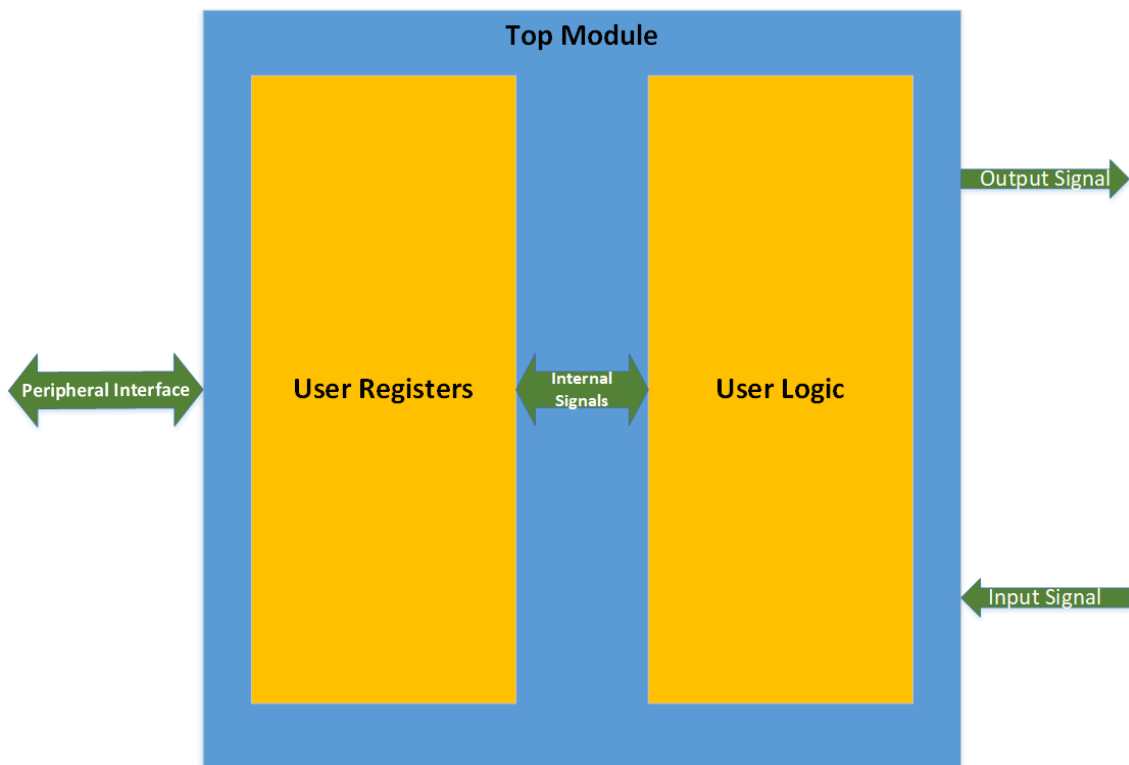 Top Module
Output Signal
Peripheral Interface
User Registers
Internal
Signals
User Logic
Input Signal